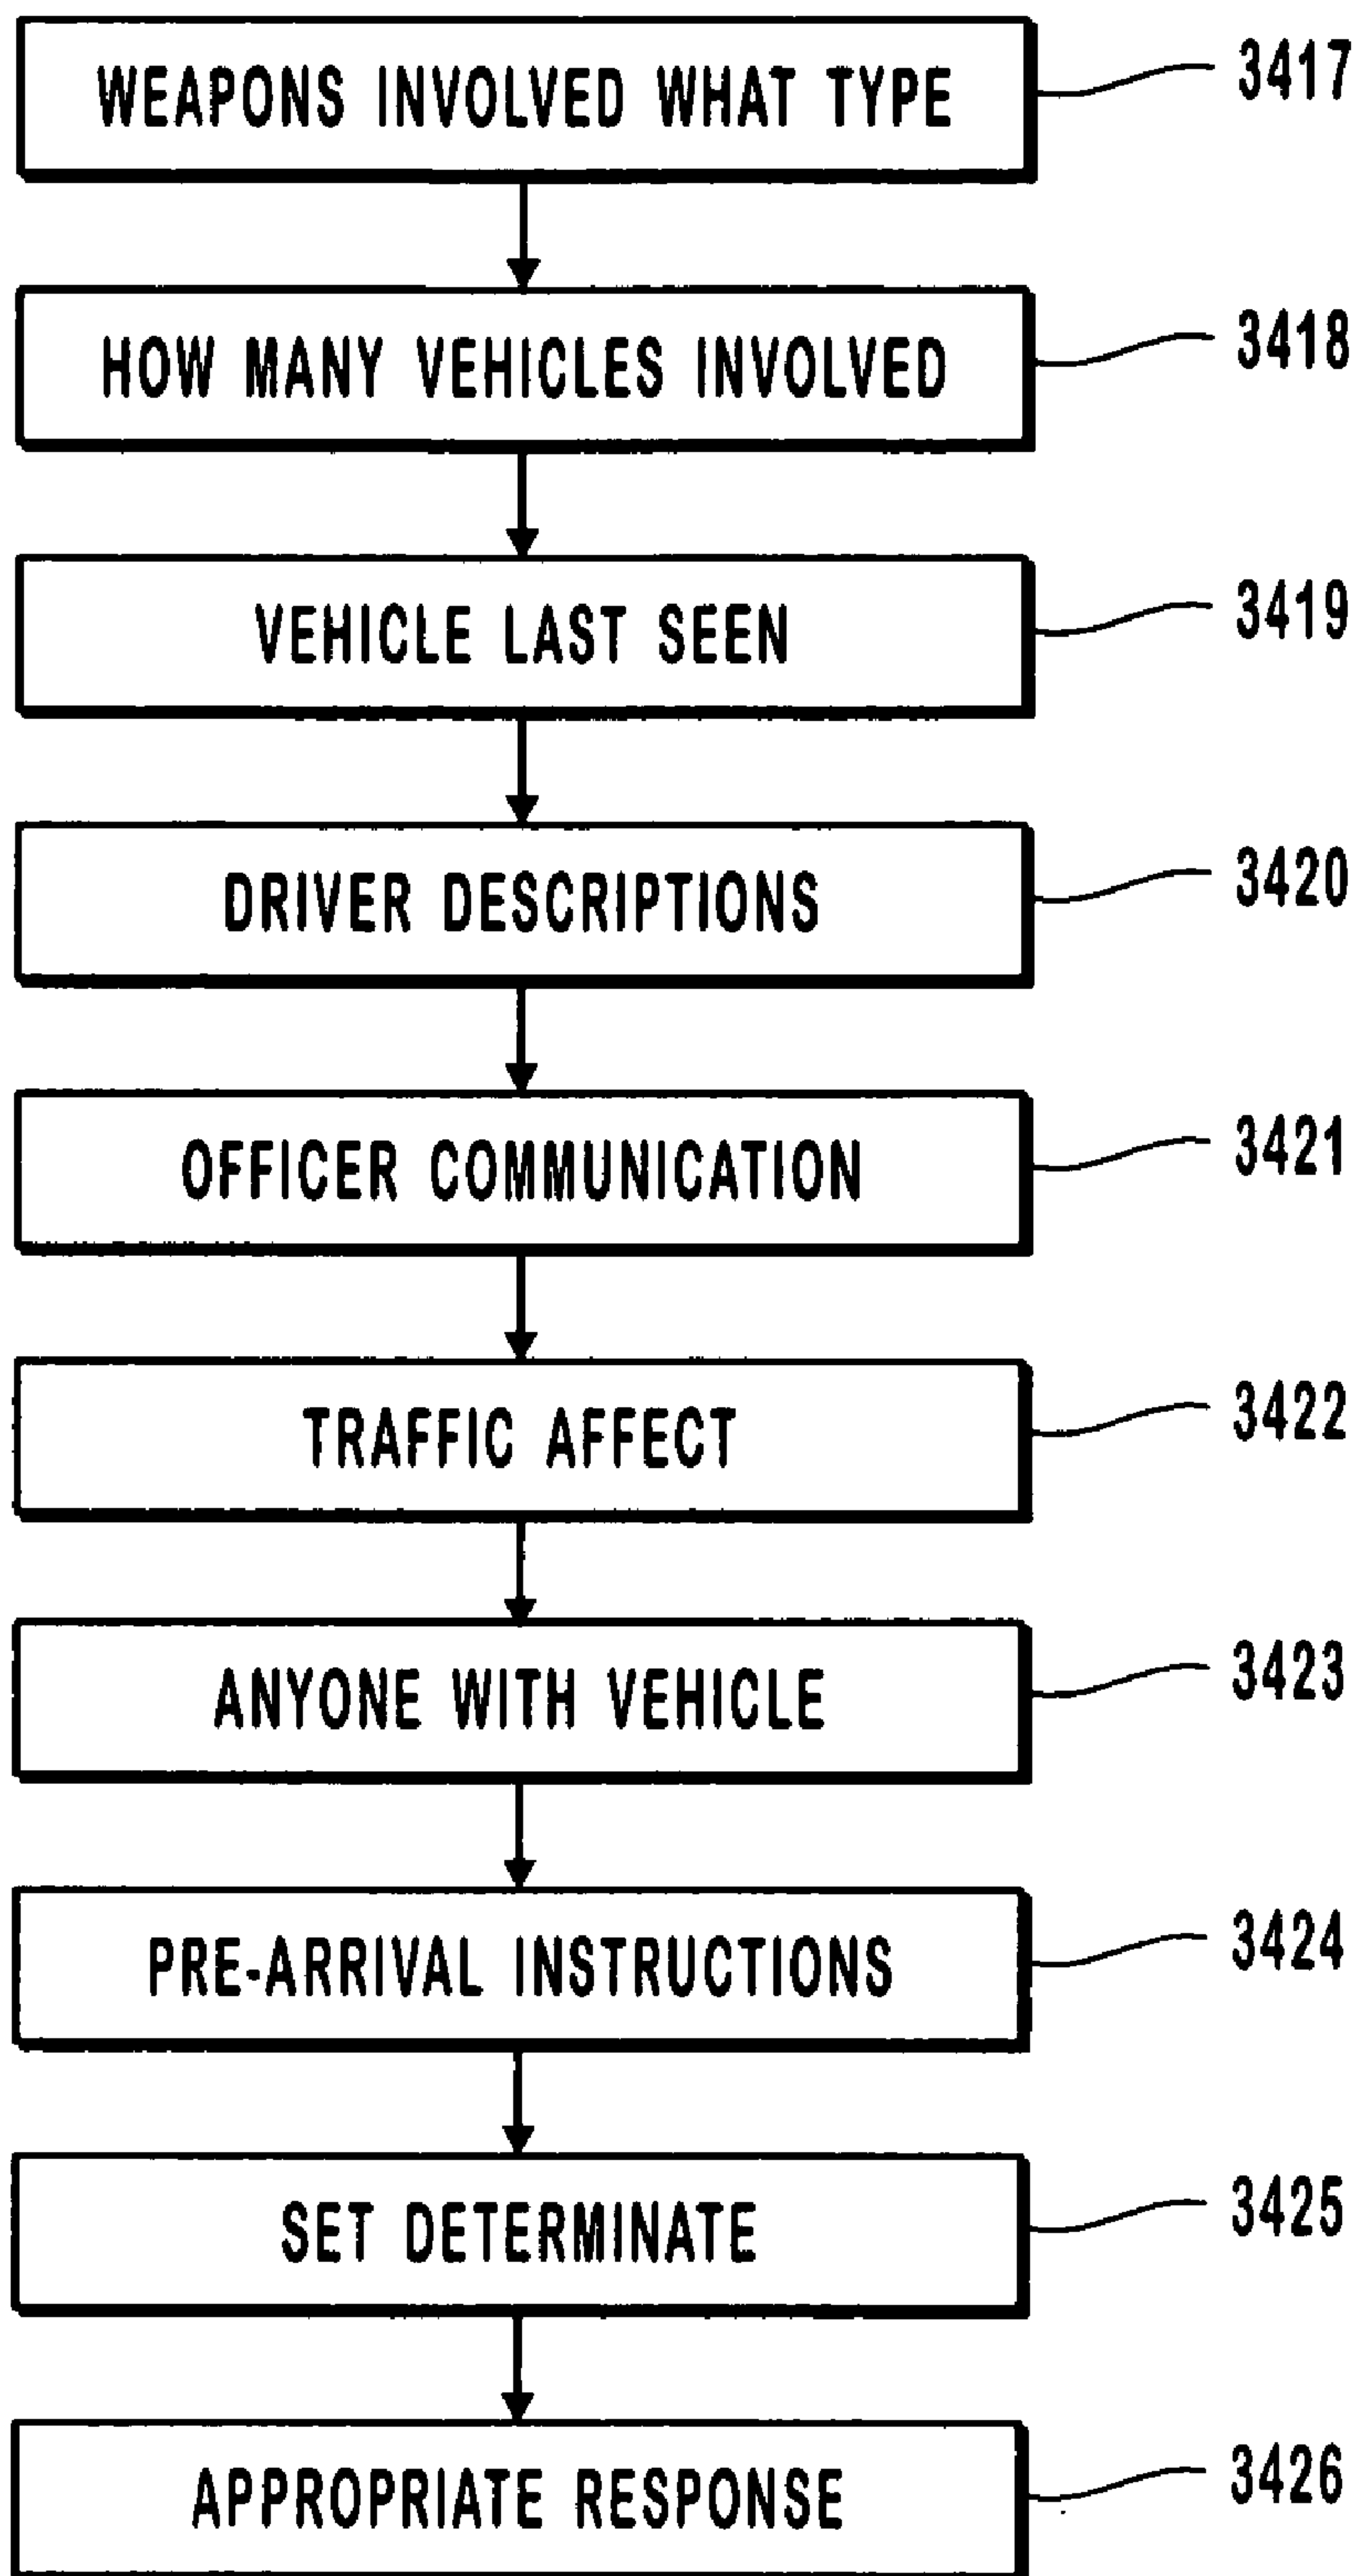 WEAPONS INVOLVED WHAT TYPE 3417
HOW MANY VEHICLES INVOLVED 3418
VEHICLE LAST SEEN 3419
DRIVER DESCRIPTIONS 3420
OFFICER COMMUNICATION 3421
TRAFFIC AFFECT 3422
ANYONE WITH VEHICLE 3423
PRE-ARRIVAL INSTRUCTIONS 3424
SET DETERMINATE 3425
APPROPRIATE RESPONSE 3426